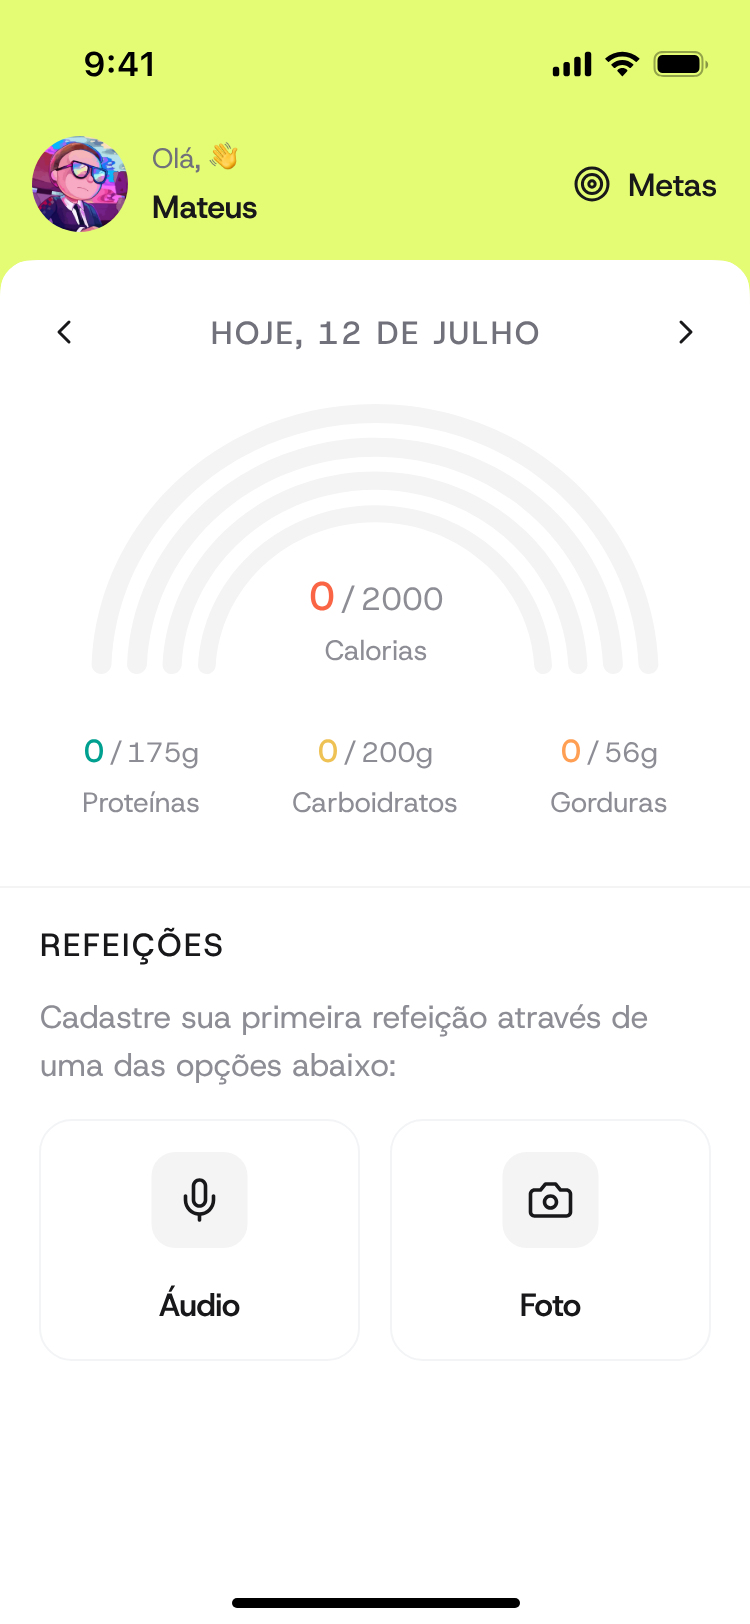 9:41
Olá, 👋
Mateus
Metas
HOJE, 12 DE JULHO
0 / 2000
Calorias
0 / 175g
Proteínas
0 / 200g
Carboidratos
0 / 56g
Gorduras
REFEIÇÕES
Cadastre sua primeira refeição através de
uma das opções abaixo:
Áudio
Foto